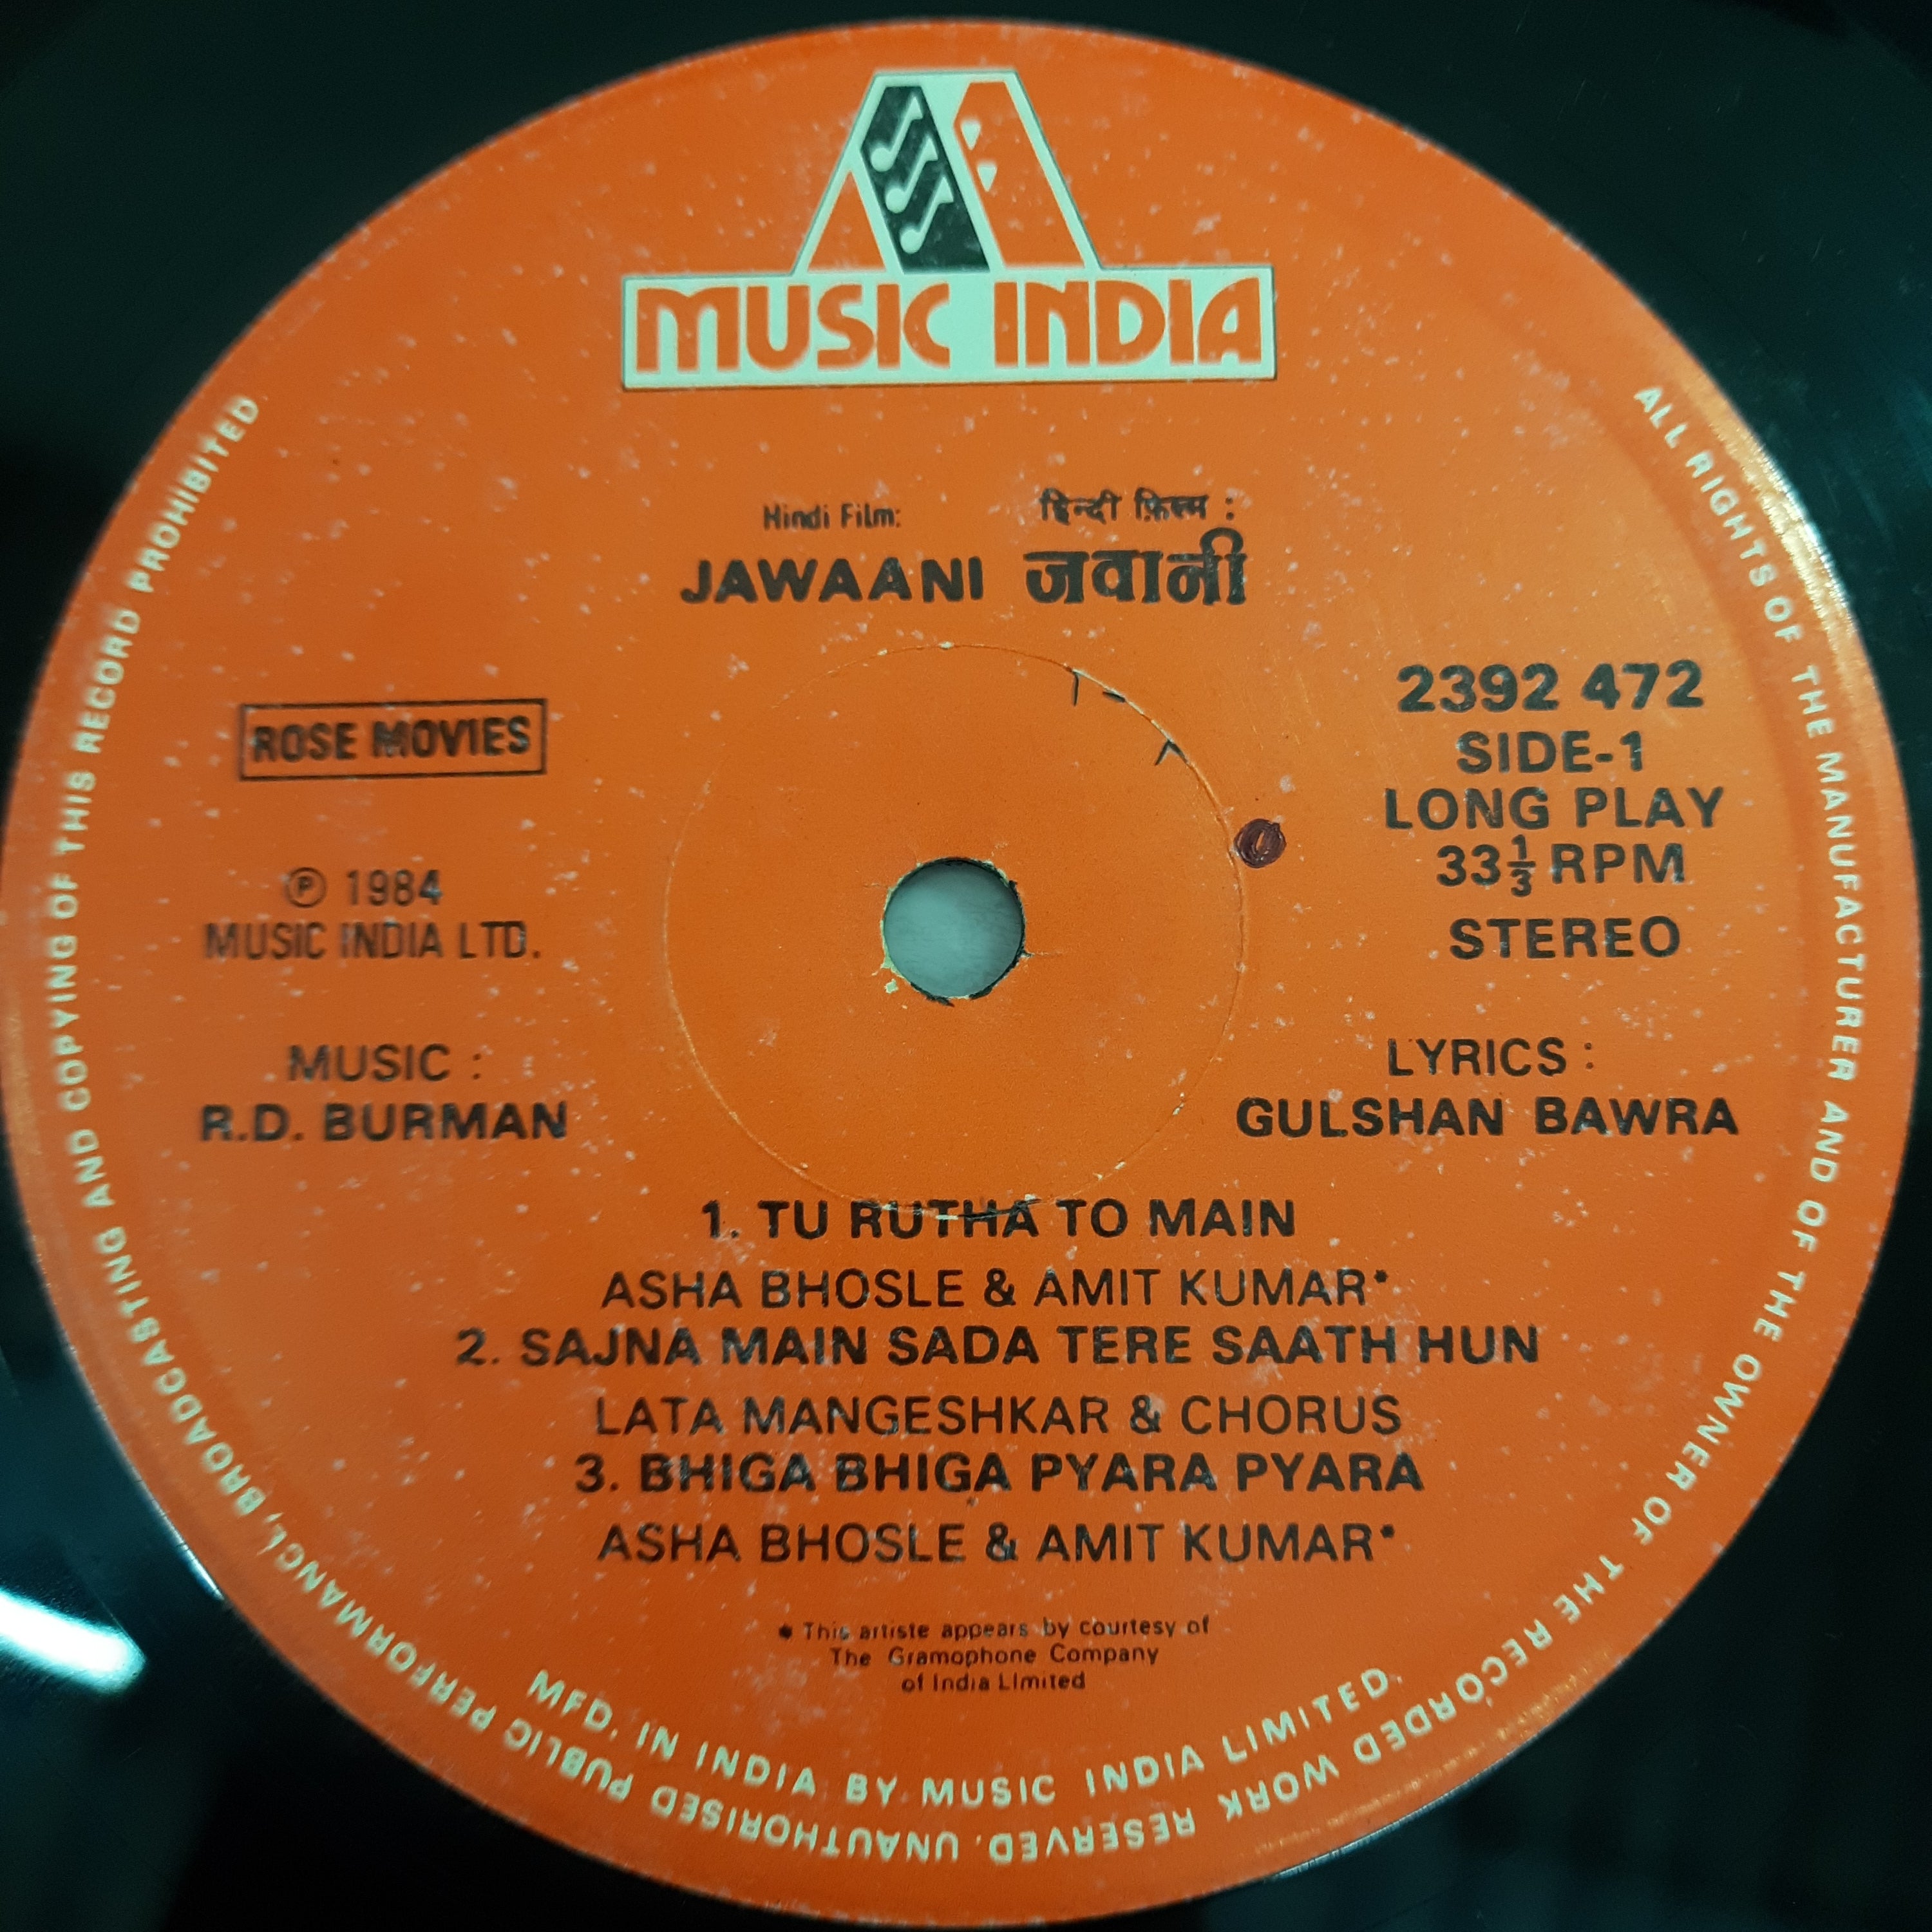 MUSIC INDIA
Hindi Film:
हिन्दी फ़िल्म :
JAWAANI जवानी
ROSE MOVIES
Ⓟ 1984
MUSIC INDIA LTD.
2392 472
SIDE-1
LONG PLAY
33⅓ RPM
STEREO
MUSIC :
R.D. BURMAN
LYRICS :
GULSHAN BAWRA
1. TU RUTHA TO MAIN
ASHA BHOSLE & AMIT KUMAR*
2. SAJNA MAIN SADA TERE SAATH HUN
LATA MANGESHKAR & CHORUS
3. BHIGA BHIGA PYARA PYARA
ASHA BHOSLE & AMIT KUMAR*
* This artiste appears by courtesy of
The Gramophone Company
of India Limited
MFD. IN INDIA BY MUSIC INDIA LIMITED.
ALL RIGHTS OF THE MANUFACTURER AND OF THE OWNER OF THE RECORDED WORK RESERVED. UNAUTHORISED PUBLIC PERFORMANCE, BROADCASTING AND COPYING OF THIS RECORD PROHIBITED